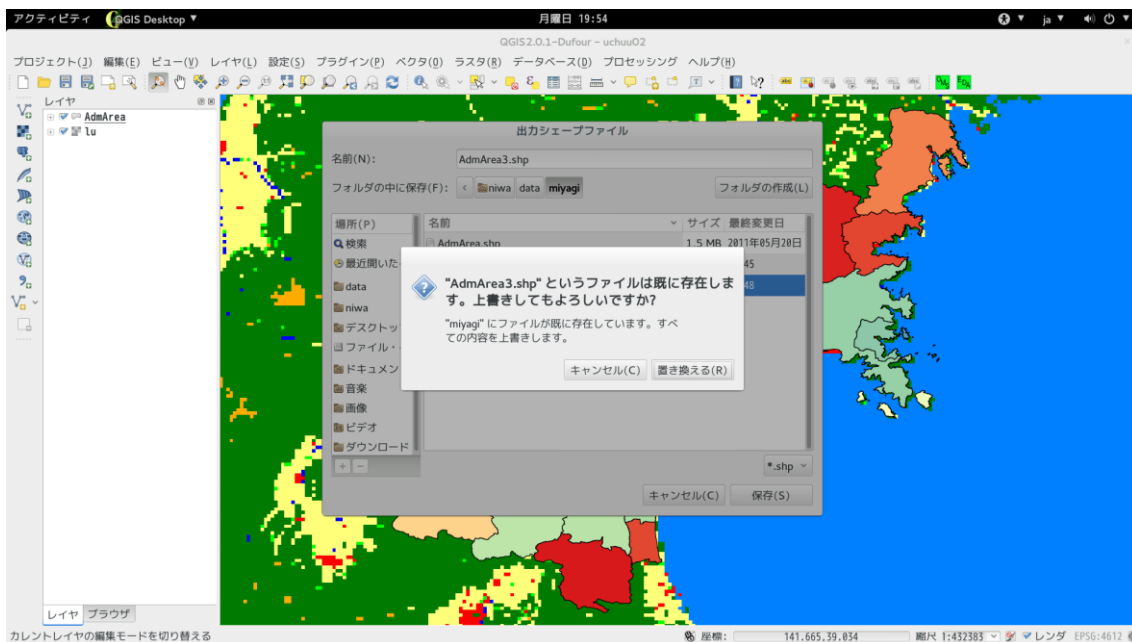 アクティビティ QGIS Desktop 月曜日 19:54 ja
QGIS2.0.1-Dufour - uchuu02
プロジェクト(J) 編集(E) ビュー(V) レイヤ(L) 設定(S) プラグイン(P) ベクタ(O) ラスタ(R) データベース(D) プロセッシング ヘルプ(H)
レイヤ
AdmArea
lu
出力シェープファイル
名前(N): AdmArea3.shp
フォルダの中に保存(F): niwa data miyagi フォルダの作成(L)
場所(P) 名前 サイズ 最終変更日
検索 AdmArea.shp 1.5 MB 2011年05月20日
最近開いた 45
data 48
niwa
デスクトッ
ファイル・
ドキュメン
音楽
画像
ビデオ
ダウンロード
"AdmArea3.shp" というファイルは既に存在しま
す。上書きしてもよろしいですか?
"miyagi" にファイルが既に存在しています。すべ
ての内容を上書きします。
キャンセル(C) 置き換える(R)
*.shp
キャンセル(C) 保存(S)
レイヤ ブラウザ
カレントレイヤの編集モードを切り替える 座標: 141.665,39.034 縮尺 1:432383 レンダ EPSG:4612